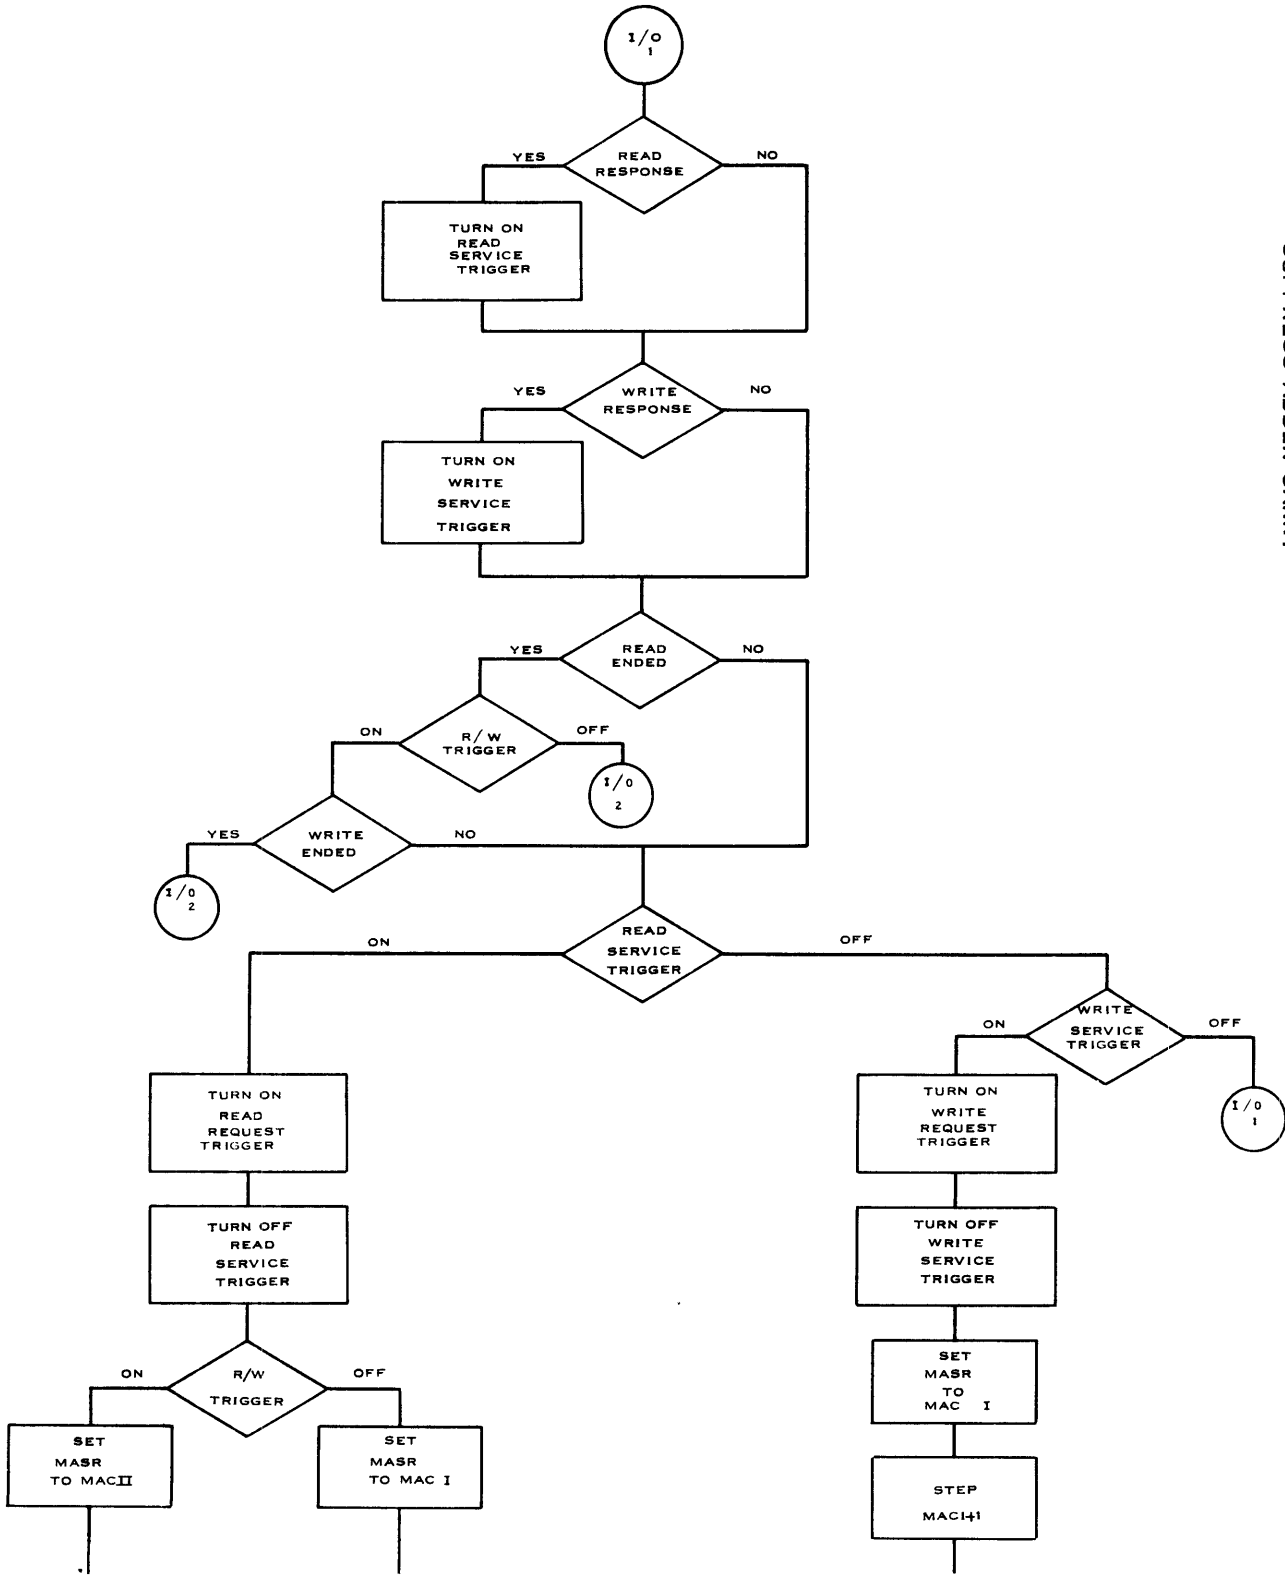 I/O
1
READ
RESPONSE
YES
NO
TURN ON
READ
SERVICE
TRIGGER
WRITE
RESPONSE
YES
NO
TURN ON
WRITE
SERVICE
TRIGGER
READ
ENDED
YES
NO
R/W
TRIGGER
ON
OFF
I/O
2
WRITE
ENDED
YES
NO
I/O
2
READ
SERVICE
TRIGGER
ON
OFF
WRITE
SERVICE
TRIGGER
ON
OFF
I/O
1
TURN ON
READ
REQUEST
TRIGGER
TURN ON
WRITE
REQUEST
TRIGGER
TURN OFF
READ
SERVICE
TRIGGER
TURN OFF
WRITE
SERVICE
TRIGGER
R/W
TRIGGER
ON
OFF
SET
MASR
TO
MAC I
SET
MASR
TO MAC II
SET
MASR
TO MAC I
STEP
MACI+1